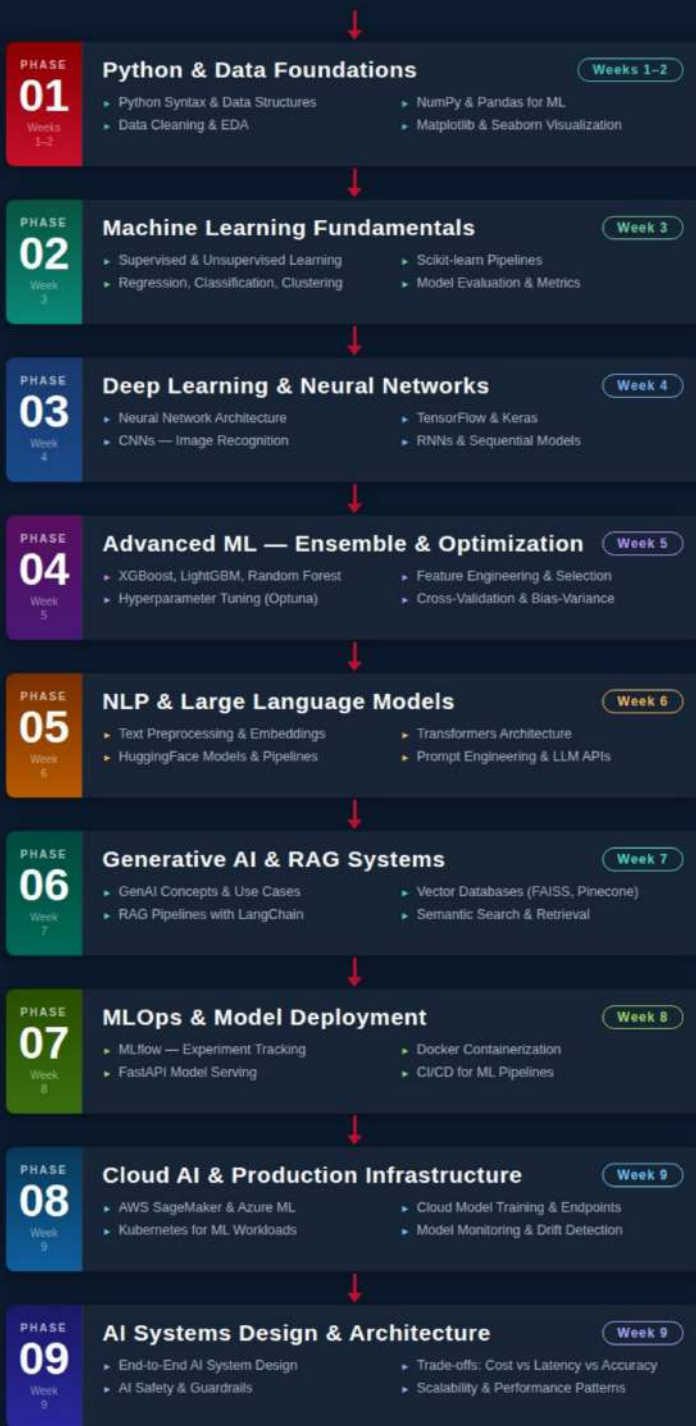 PHASE
01
Weeks
1–2
Python & Data Foundations
Weeks 1–2
▸ Python Syntax & Data Structures
▸ NumPy & Pandas for ML
▸ Data Cleaning & EDA
▸ Matplotlib & Seaborn Visualization
PHASE
02
Week
3
Machine Learning Fundamentals
Week 3
▸ Supervised & Unsupervised Learning
▸ Scikit-learn Pipelines
▸ Regression, Classification, Clustering
▸ Model Evaluation & Metrics
PHASE
03
Week
4
Deep Learning & Neural Networks
Week 4
▸ Neural Network Architecture
▸ TensorFlow & Keras
▸ CNNs — Image Recognition
▸ RNNs & Sequential Models
PHASE
04
Week
5
Advanced ML — Ensemble & Optimization
Week 5
▸ XGBoost, LightGBM, Random Forest
▸ Feature Engineering & Selection
▸ Hyperparameter Tuning (Optuna)
▸ Cross-Validation & Bias-Variance
PHASE
05
Week
6
NLP & Large Language Models
Week 6
▸ Text Preprocessing & Embeddings
▸ Transformers Architecture
▸ HuggingFace Models & Pipelines
▸ Prompt Engineering & LLM APIs
PHASE
06
Week
7
Generative AI & RAG Systems
Week 7
▸ GenAI Concepts & Use Cases
▸ Vector Databases (FAISS, Pinecone)
▸ RAG Pipelines with LangChain
▸ Semantic Search & Retrieval
PHASE
07
Week
8
MLOps & Model Deployment
Week 8
▸ MLflow — Experiment Tracking
▸ Docker Containerization
▸ FastAPI Model Serving
▸ CI/CD for ML Pipelines
PHASE
08
Week
9
Cloud AI & Production Infrastructure
Week 9
▸ AWS SageMaker & Azure ML
▸ Cloud Model Training & Endpoints
▸ Kubernetes for ML Workloads
▸ Model Monitoring & Drift Detection
PHASE
09
Week
9
AI Systems Design & Architecture
Week 9
▸ End-to-End AI System Design
▸ Trade-offs: Cost vs Latency vs Accuracy
▸ AI Safety & Guardrails
▸ Scalability & Performance Patterns